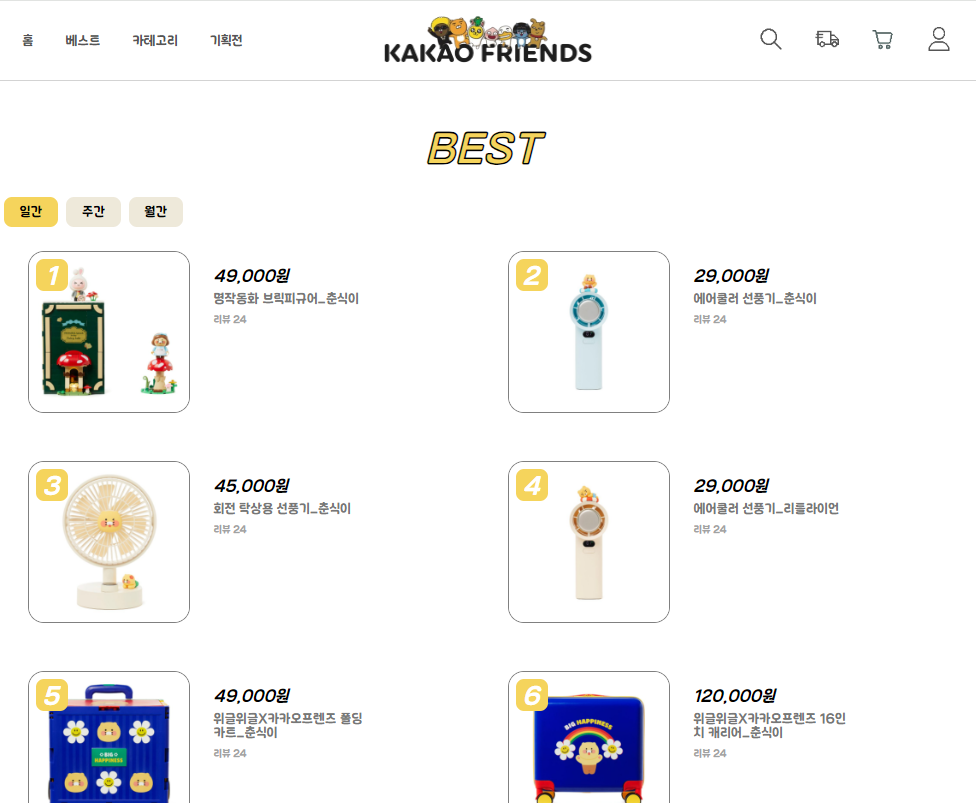 홈
베스트
카테고리
기획전
KAKAO FRIENDS
BEST
일간
주간
월간
1
49,000원
명작동화 브릭피규어_춘식이
리뷰 24
2
29,000원
에어쿨러 선풍기_춘식이
리뷰 24
3
45,000원
회전 탁상용 선풍기_춘식이
리뷰 24
4
29,000원
에어쿨러 선풍기_리틀라이언
리뷰 24
5
BIG
HAPPINESS
49,000원
위글위글X카카오프렌즈 폴딩
카트_춘식이
리뷰 24
6
BIG HAPPINESS
120,000원
위글위글X카카오프렌즈 16인
치 캐리어_춘식이
리뷰 24